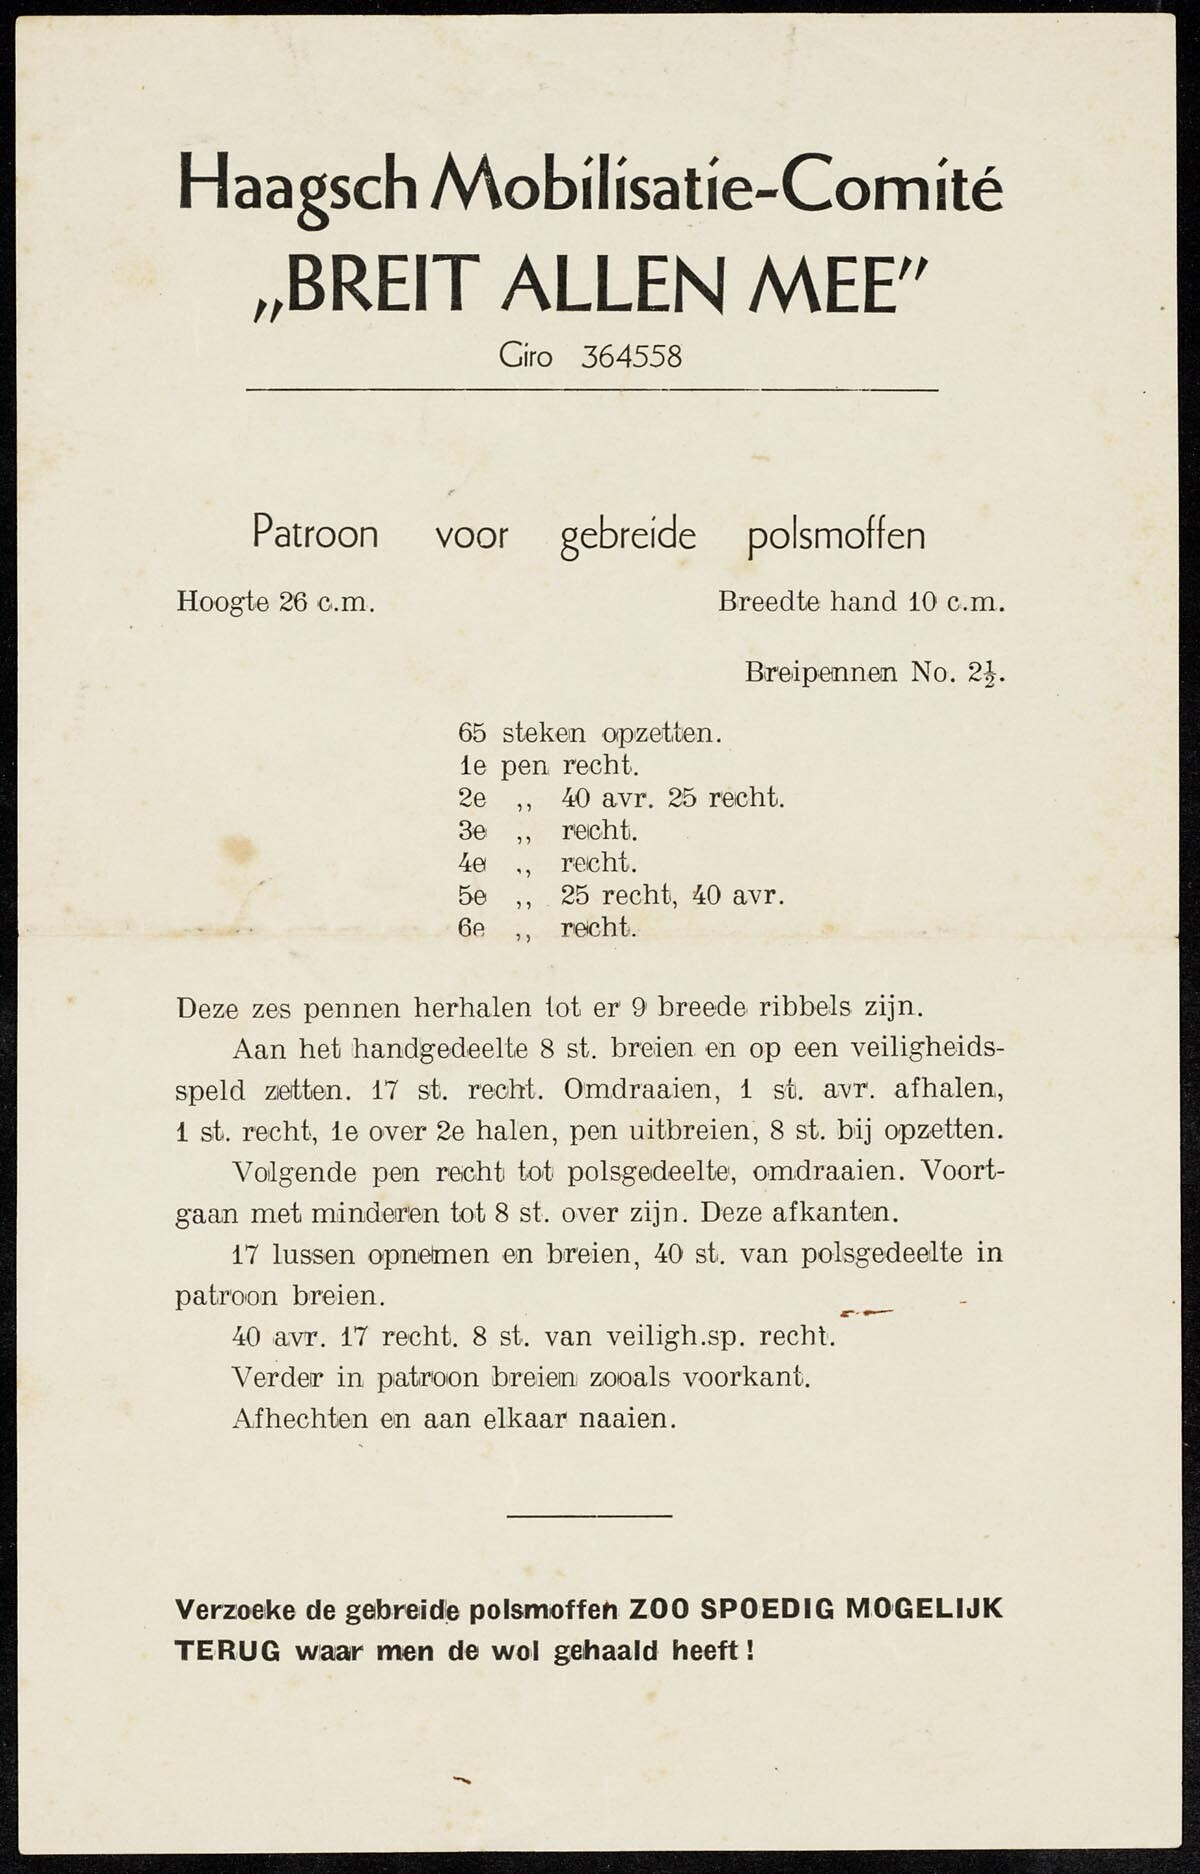 Haagsch Mobilisatie-Comité
„BREIT ALLEN MEE”
Giro 364558
Patroon voor gebreide polsmoffen
Hoogte 26 c.m. Breedte hand 10 c.m.
Breipennen No. 2½.
65 steken opzetten.
1e pen recht.
2e ,, 40 avr. 25 recht.
3e ,, recht.
4e ,, recht.
5e ,, 25 recht, 40 avr.
6e ,, recht.
Deze zes pennen herhalen tot er 9 breede ribbels zijn.
Aan het handgedeelte 8 st. breien en op een veiligheids-
speld zetten. 17 st. recht. Omdraaien, 1 st. avr. afhalen,
1 st. recht, 1e over 2e halen, pen uitbreien, 8 st. bij opzetten.
Volgende pen recht tot polsgedeelte, omdraaien. Voort-
gaan met minderen tot 8 st. over zijn. Deze afkanten.
17 lussen opnemen en breien, 40 st. van polsgedeelte in
patroon breien.
40 avr. 17 recht. 8 st. van veiligh.sp. recht.
Verder in patroon breien zooals voorkant.
Afhechten en aan elkaar naaien.
Verzoeke de gebreide polsmoffen ZOO SPOEDIG MOGELIJK
TERUG waar men de wol gehaald heeft !